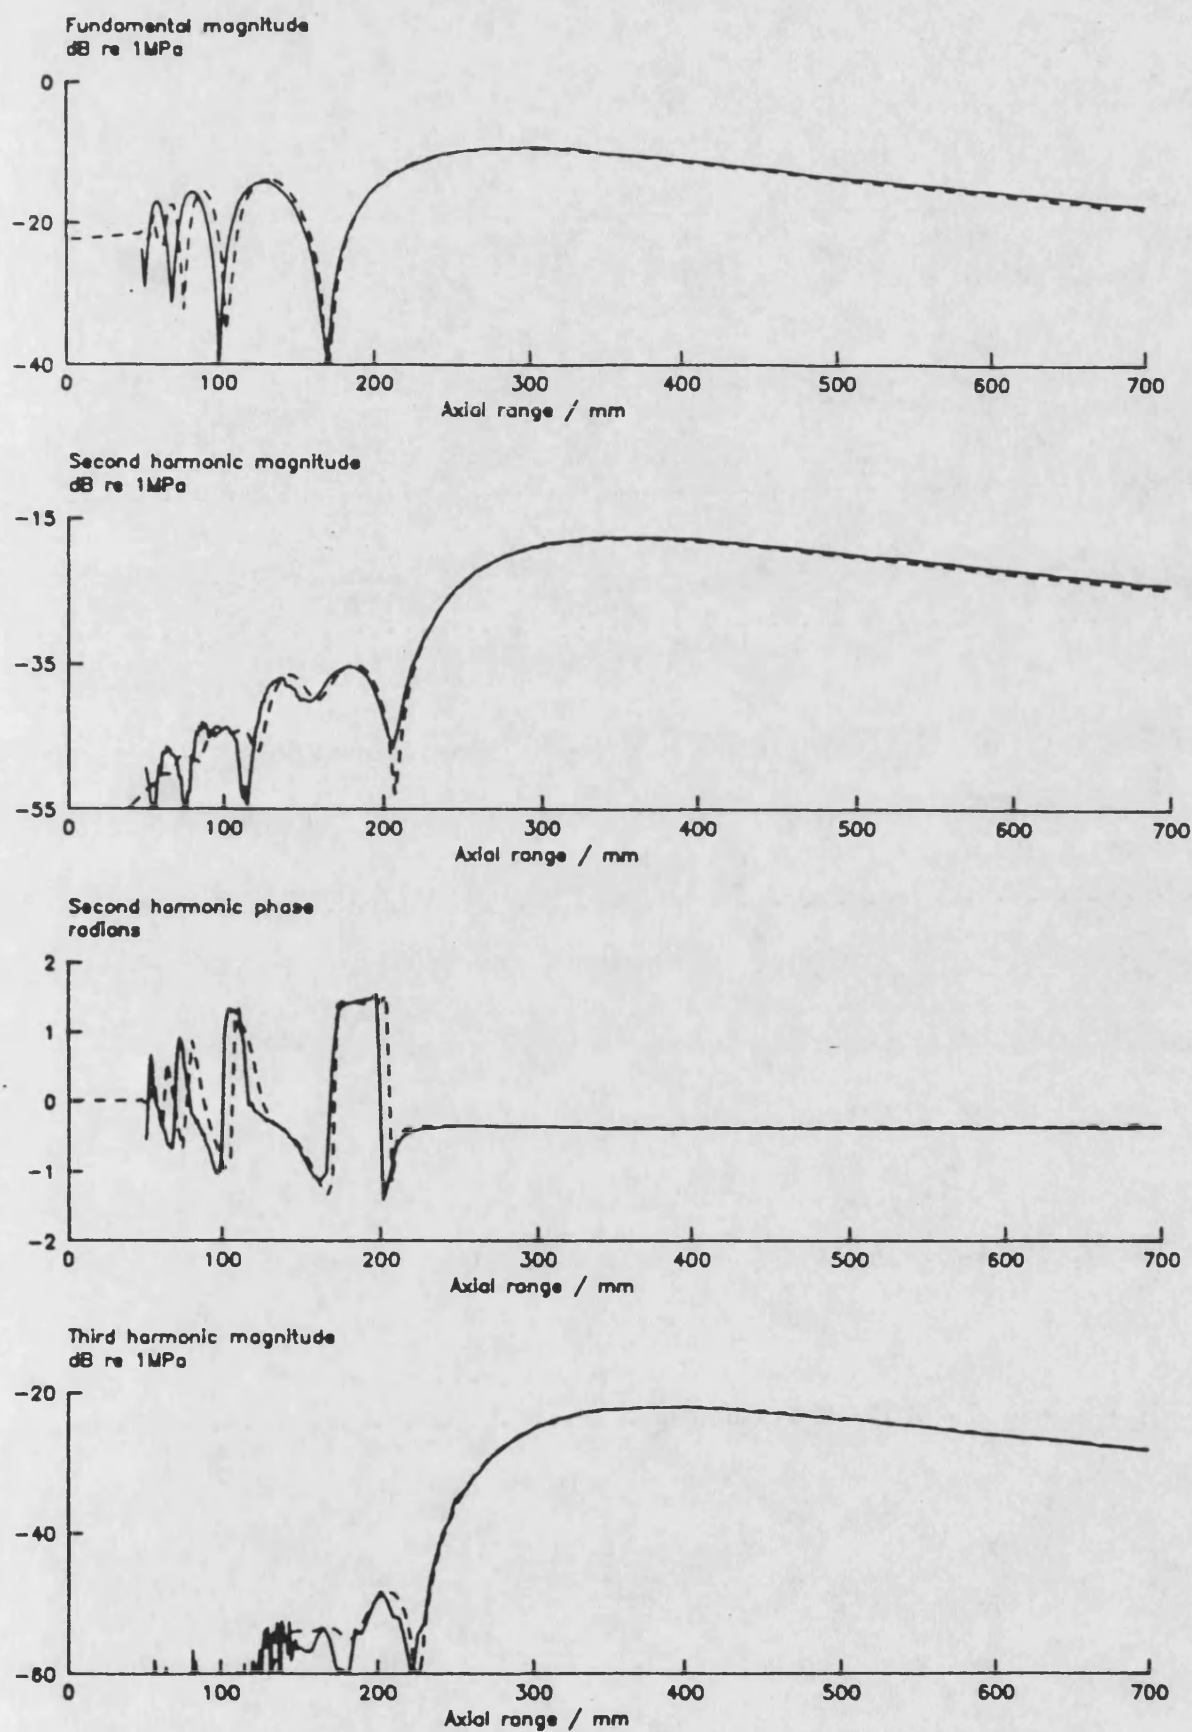 Fundamental magnitude
dB re 1MPa
0
-20
-40
0 100 200 300 400 500 600 700
Axial range / mm
Second harmonic magnitude
dB re 1MPa
-15
-35
-55
0 100 200 300 400 500 600 700
Axial range / mm
Second harmonic phase
radians
2
1
0
-1
-2
0 100 200 300 400 500 600 700
Axial range / mm
Third harmonic magnitude
dB re 1MPa
-20
-40
-60
0 100 200 300 400 500 600 700
Axial range / mm